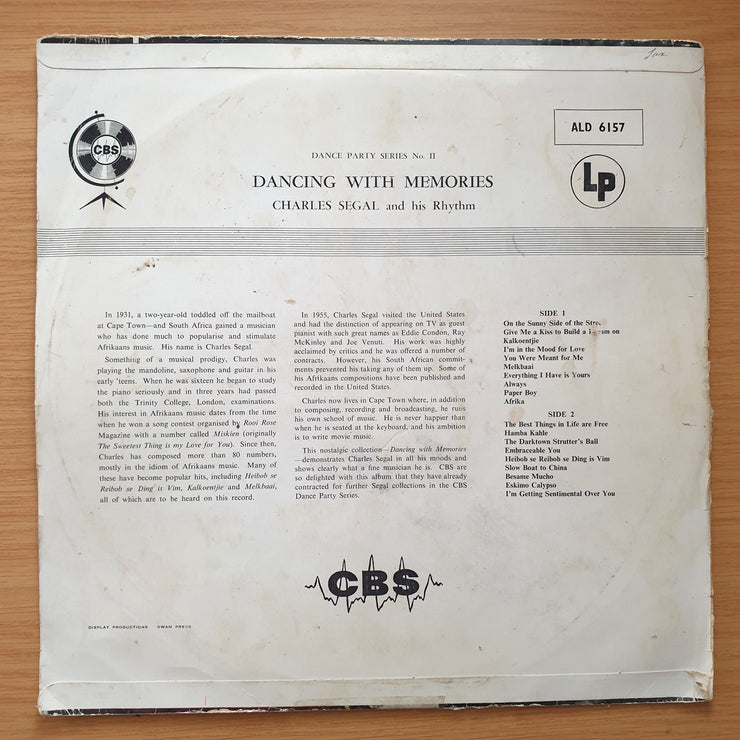 CBS
ALD 6157
Lp
DANCE PARTY SERIES No. II
DANCING WITH MEMORIES
CHARLES SEGAL and his Rhythm
In 1931, a two-year-old toddled off the mailboat
at Cape Town—and South Africa gained a musician
who has done much to popularise and stimulate
Afrikaans music. His name is Charles Segal.
Something of a musical prodigy, Charles was
playing the mandoline, saxophone and guitar in his
early 'teens. When he was sixteen he began to study
the piano seriously and in three years had passed
both the Trinity College, London, examinations.
His interest in Afrikaans music dates from the time
when he won a song contest organised by Rooi Rose
Magazine with a number called Miskien (originally
The Sweetest Thing is my Love for You). Since then,
Charles has composed more than 80 numbers,
mostly in the idiom of Afrikaans music. Many of
these have become popular hits, including Heibok se
Reibob se Ding is Vim, Kalkoentjie and Melkbaai,
all of which are to be heard on this record.
In 1955, Charles Segal visited the United States
and had the distinction of appearing on TV as guest
pianist with such great names as Eddie Condon, Ray
McKinley and Joe Venuti. His work was highly
acclaimed by critics and he was offered a number of
contracts. However, his South African commit-
ments prevented his taking any of them up. Some of
his Afrikaans compositions have been published and
recorded in the United States.
Charles now lives in Cape Town where, in addition
to composing, recording and broadcasting, he runs
his own school of music. He is never happier than
when he is seated at the keyboard, and his ambition
is to write movie music.
This nostalgic collection—Dancing with Memories
—demonstrates Charles Segal in all his moods and
shows clearly what a fine musician he is. CBS are
so delighted with this album that they have already
contracted for further Segal collections in the CBS
Dance Party Series.
SIDE 1
On the Sunny Side of the Street
Give Me a Kiss to Build a Dream on
Kalkoentjie
I'm in the Mood for Love
You Were Meant for Me
Melkbaai
Everything I Have is Yours
Always
Paper Boy
Afrika
SIDE 2
The Best Things in Life are Free
Hamba Kahle
The Darktown Strutter's Ball
Embraceable You
Heibob se Reibob se Ding is Vim
Slow Boat to China
Besame Mucho
Eskimo Calypso
I'm Getting Sentimental Over You
CBS
DISPLAY PRODUCTIONS SWAN PRESS